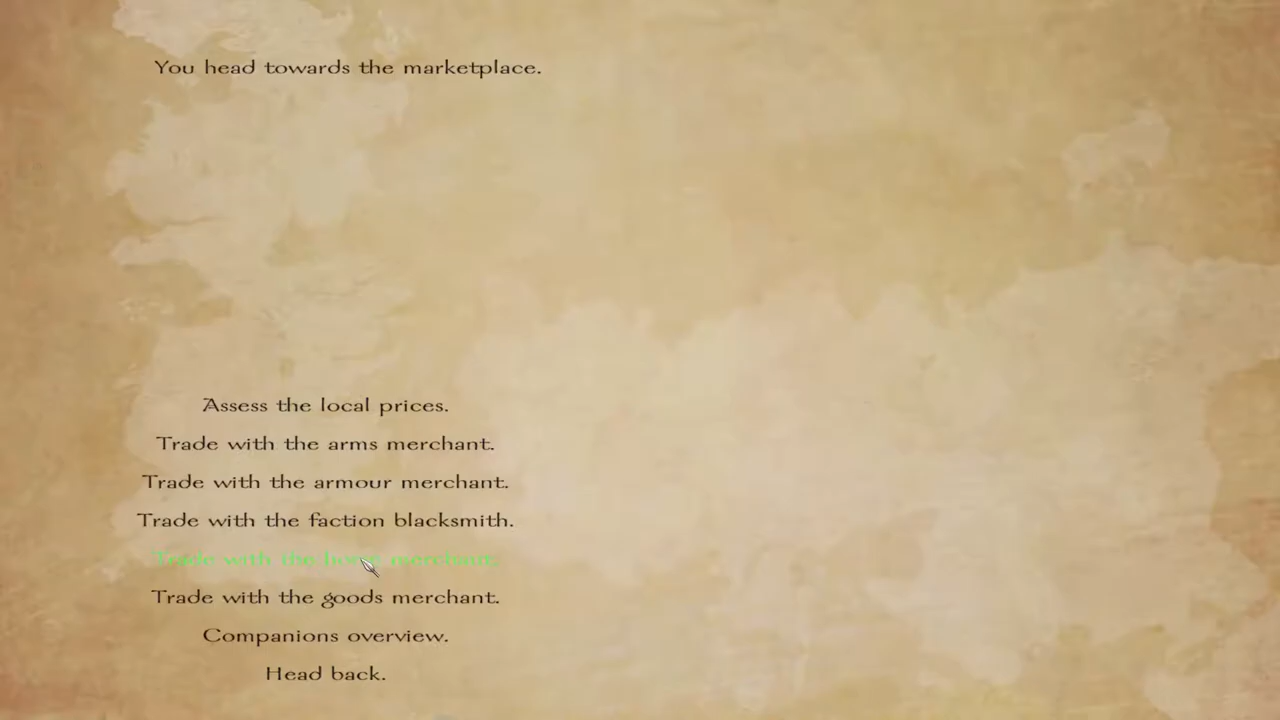 You head towards the marketplace.
Assess the local prices.
Trade with the arms merchant.
Trade with the armour merchant.
Trade with the faction blacksmith.
Trade with the horse merchant.
Trade with the goods merchant.
Companions overview.
Head back.